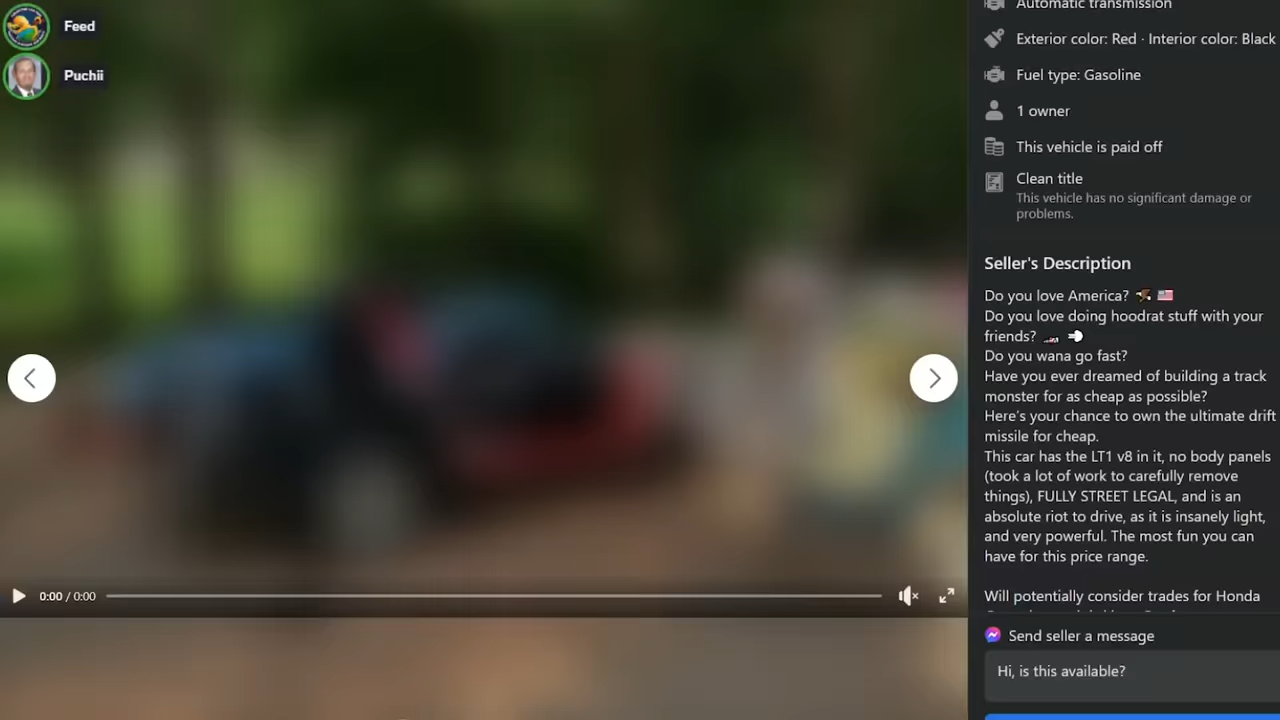 Feed
Puchii
Automatic transmission
Exterior color: Red · Interior color: Black
Fuel type: Gasoline
1 owner
This vehicle is paid off
Clean title
This vehicle has no significant damage or
problems.
Seller's Description
Do you love America? 🦅 🇺🇸
Do you love doing hoodrat stuff with your
friends? 🏎️ 💨
Do you wana go fast?
Have you ever dreamed of building a track
monster for as cheap as possible?
Here's your chance to own the ultimate drift
missile for cheap.
This car has the LT1 v8 in it, no body panels
(took a lot of work to carefully remove
things), FULLY STREET LEGAL, and is an
absolute riot to drive, as it is insanely light,
and very powerful. The most fun you can
have for this price range.
Will potentially consider trades for Honda
0:00 / 0:00
Send seller a message
Hi, is this available?